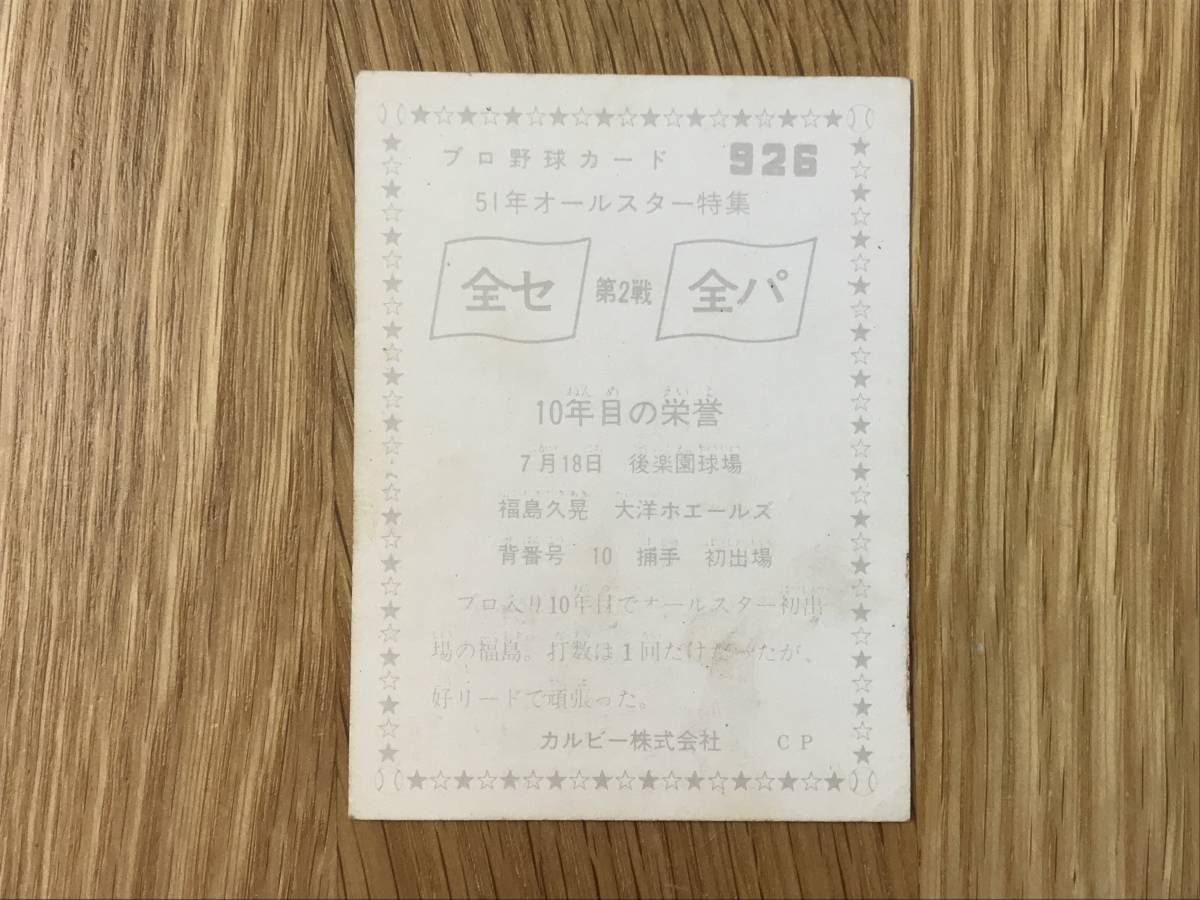 プロ野球カード 926
51年オールスター特集
全セ 第2戦 全パ
10年目の栄誉
7月18日 後楽園球場
福島久晃 大洋ホエールズ
背番号 10 捕手 初出場
プロ入り10年目でオールスター初出
場の福島。打数は1回だけだったが、
好リードで頑張った。
カルビー株式会社 CP